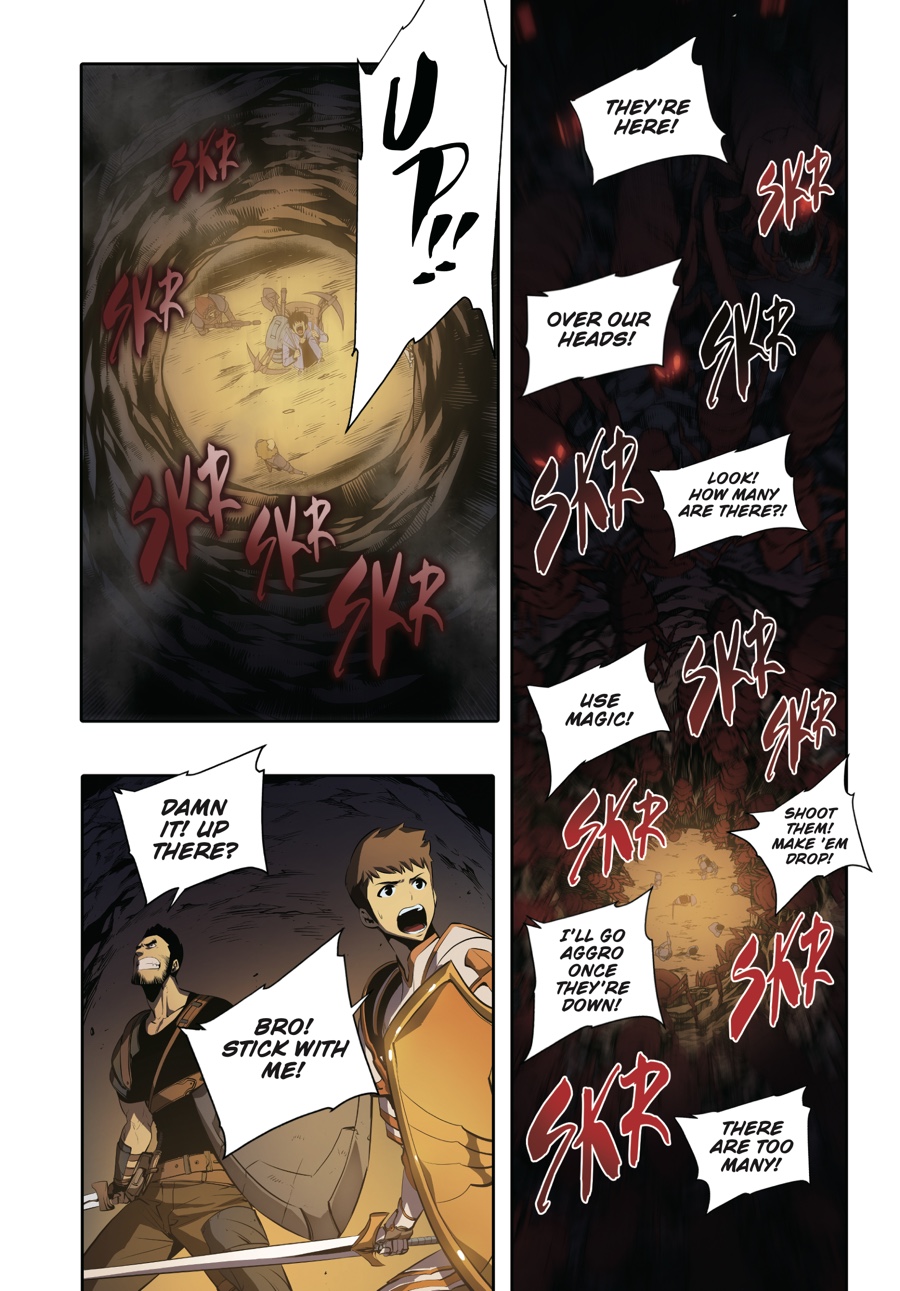 UP!!
SKR
SKR
SKR
SKR
SKR
DAMN
IT! UP
THERE?
BRO!
STICK WITH
ME!
THEY'RE
HERE!
SKR
OVER OUR
HEADS!
SKR
SKR
LOOK!
HOW MANY
ARE THERE?!
SKR
USE
MAGIC!
SKR
SKR
SHOOT
THEM!
MAKE 'EM
DROP!
I'LL GO
AGGRO
ONCE
THEY'RE
DOWN!
SKR
SKR
THERE
ARE TOO
MANY!